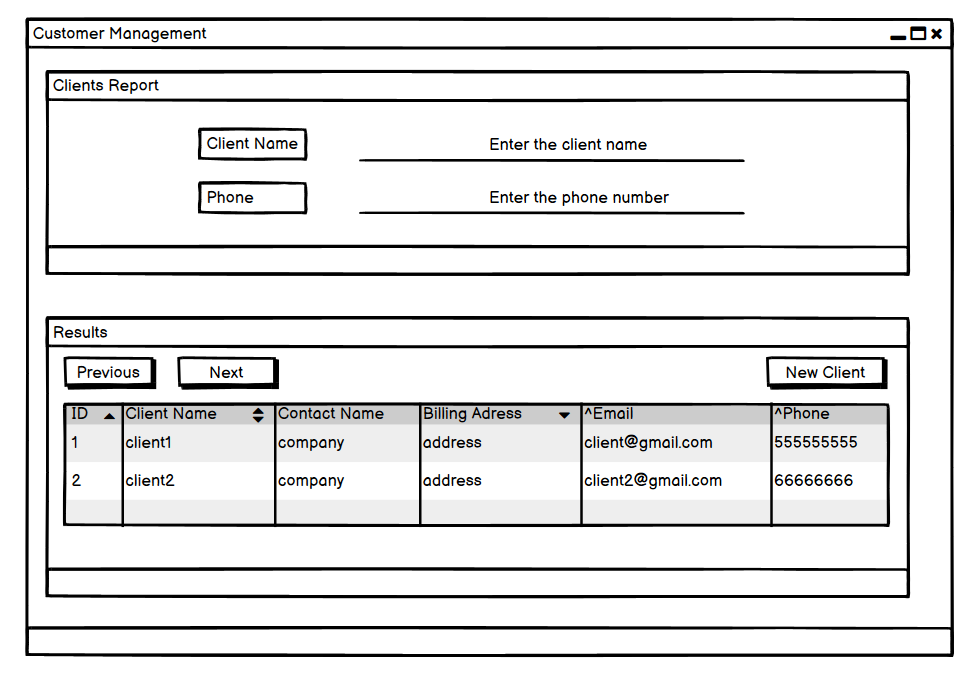 Customer Management
Clients Report
Client Name Enter the client name
Phone Enter the phone number
Results
Previous Next New Client
ID Client Name Contact Name Billing Adress ^Email ^Phone
1 client1 company address client@gmail.com 555555555
2 client2 company address client2@gmail.com 66666666